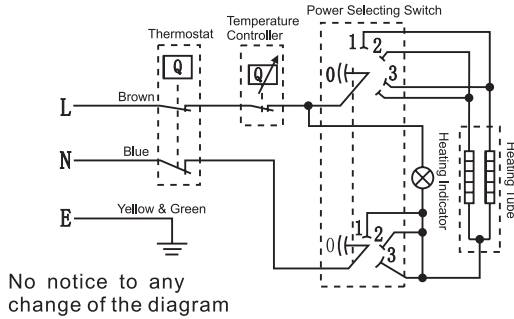 Power Selecting Switch
Temperature
Controller
Thermostat
Q
Q
1
2
3
0
L
Brown
N
Blue
E
Yellow & Green
1
2
3
0
Heating Indicator
Heating Tube
No notice to any
change of the diagram